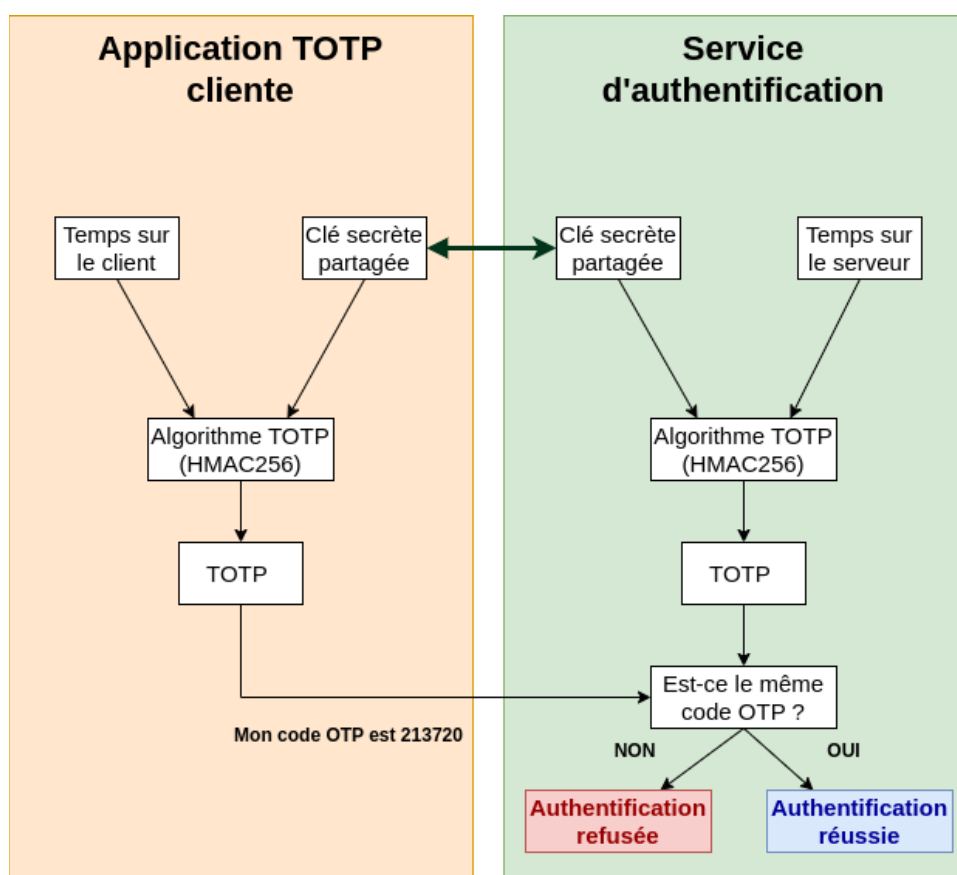 Application TOTP
cliente
Service
d'authentification
Temps sur
le client
Clé secrète
partagée
Clé secrète
partagée
Temps sur
le serveur
Algorithme TOTP
(HMAC256)
Algorithme TOTP
(HMAC256)
TOTP
TOTP
Est-ce le même
code OTP ?
Mon code OTP est 213720
NON
OUI
Authentification
refusée
Authentification
réussie